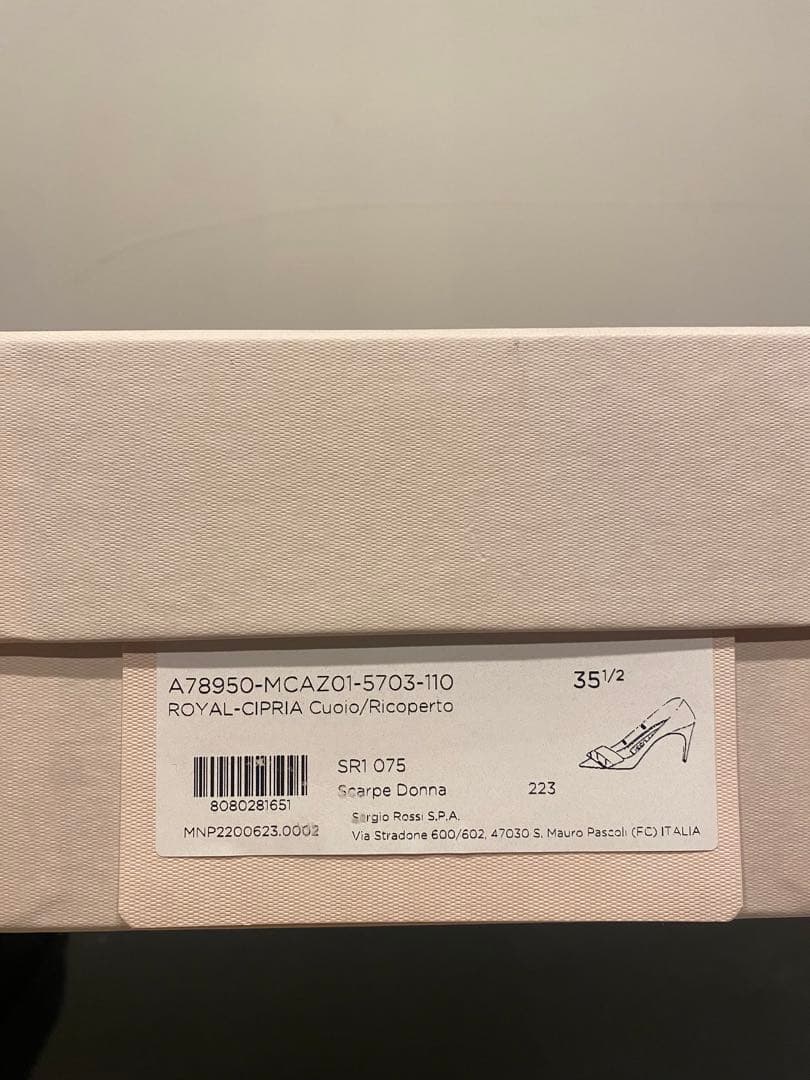 A78950-MCAZ01-5703-110
35 1/2
ROYAL-CIPRIA Cuoio/Ricoperto
SR1 075
Scarpe Donna
223
8080281651
Sergio Rossi S.P.A.
MNP2200623.0002
Via Stradone 600/602, 47030 S. Mauro Pascoli (FC) ITALIA